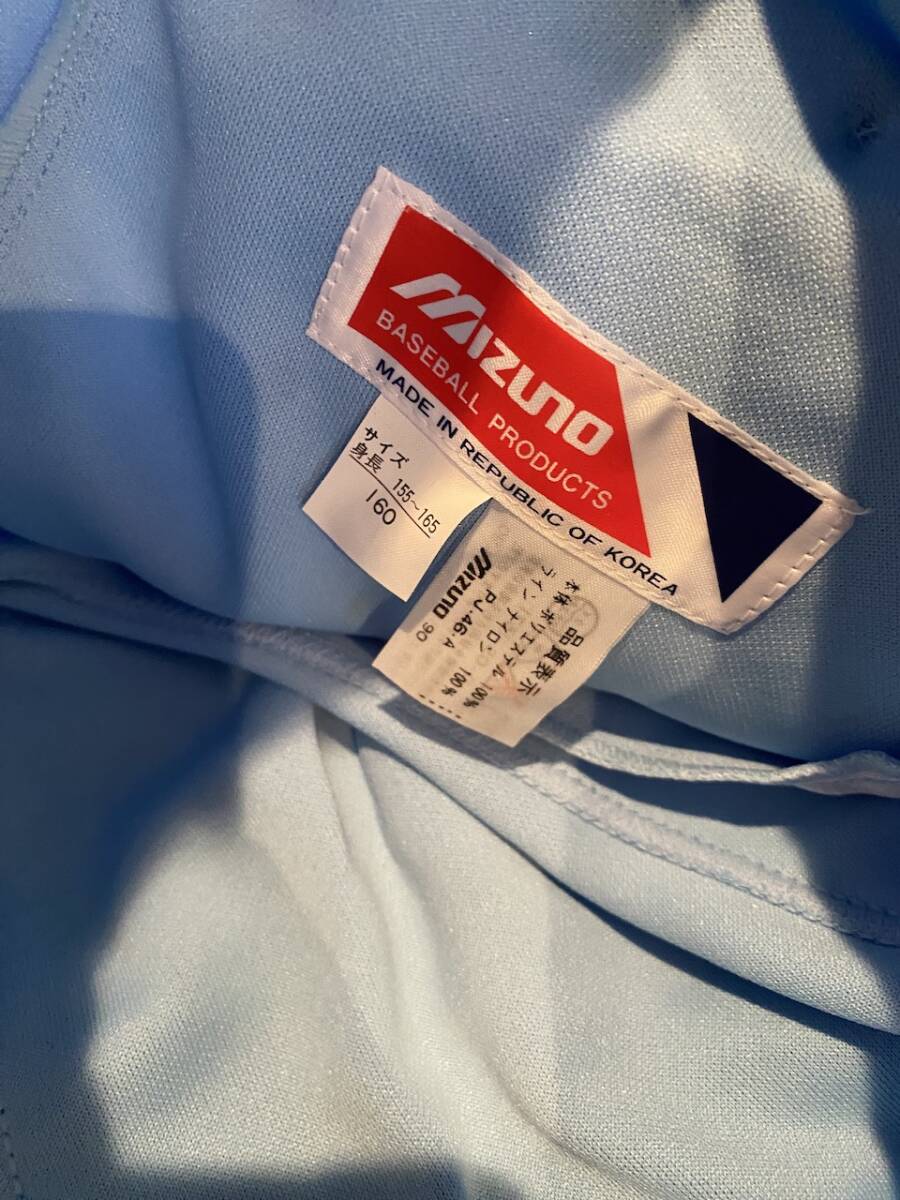 MIZUNO
BASEBALL PRODUCTS
MADE IN REPUBLIC OF KOREA
サイズ
身長 155~165
160
品質表示
本体 ポリエステル 100%
ライン ナイロン 100%
PJ.46.A
MIZUNO 90